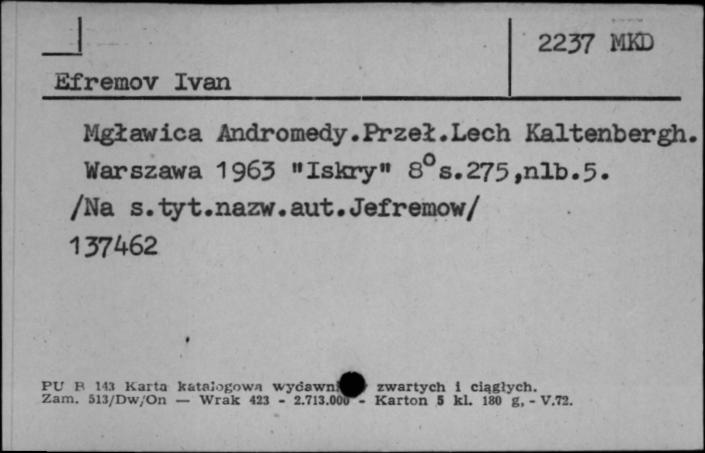 2237 MKD
Efremov Ivan
Mgławica Andromedy.Przeł.Lech Kaltenbergh.
Warszawa 1963 "Iskry" 8⁰s.275,nlb.5.
/Na s.tyt.nazw.aut.Jefremow/
137462
PU B 143 Karta katalogowa zwartych i ciągłych.
Zam. 513/Dw/On — Wrak 423 - 2.713.000 - Karton 5 kl. 180 g, - V.72.